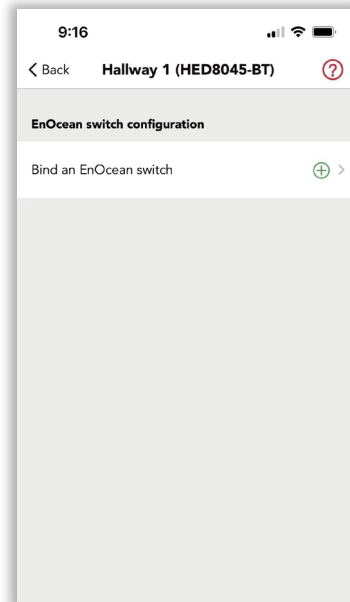 9:16
Back Hallway 1 (HED8045-BT) ?
EnOcean switch configuration
Bind an EnOcean switch